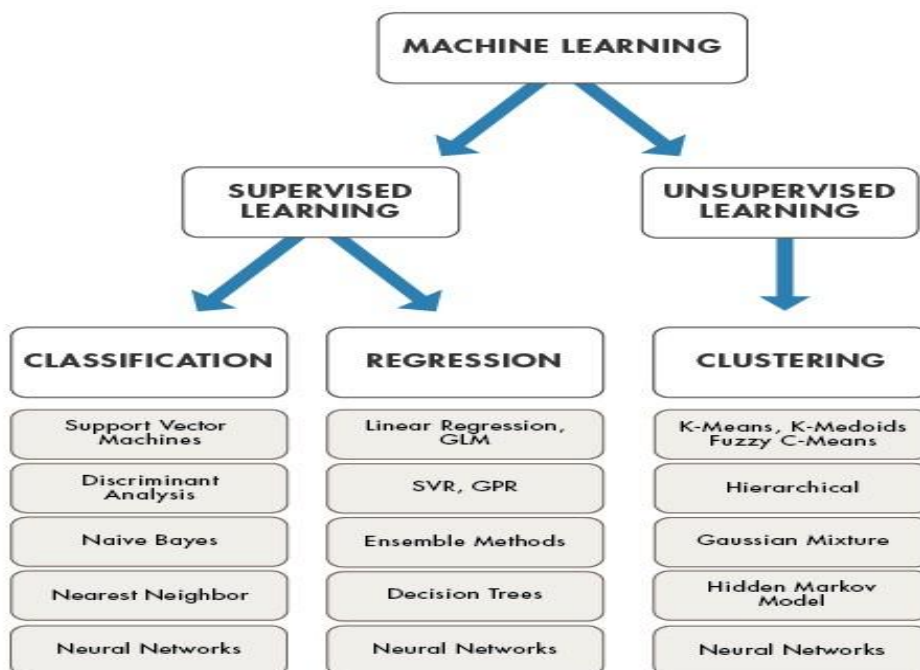 MACHINE LEARNING
SUPERVISED
LEARNING
UNSUPERVISED
LEARNING
CLASSIFICATION
Support Vector
Machines
Discriminant
Analysis
Naive Bayes
Nearest Neighbor
Neural Networks
REGRESSION
Linear Regression,
GLM
SVR, GPR
Ensemble Methods
Decision Trees
Neural Networks
CLUSTERING
K-Means, K-Medoids
Fuzzy C-Means
Hierarchical
Gaussian Mixture
Hidden Markov
Model
Neural Networks